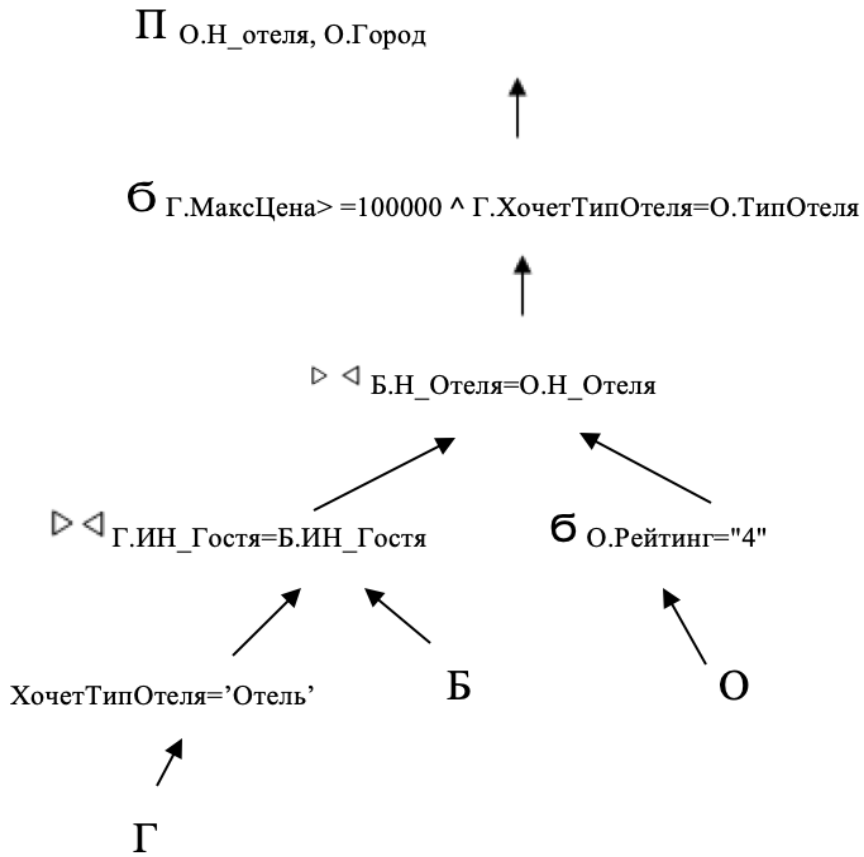 П О.Н_отеля, О.Город
б Г.МаксЦена> =100000 ^ Г.ХочетТипОтеля=О.ТипОтеля
▷ ◁ Б.Н_Отеля=О.Н_Отеля
▷ ◁ Г.ИН_Гостя=Б.ИН_Гостя б О.Рейтинг="4"
ХочетТипОтеля=’Отель’ Б О
Г